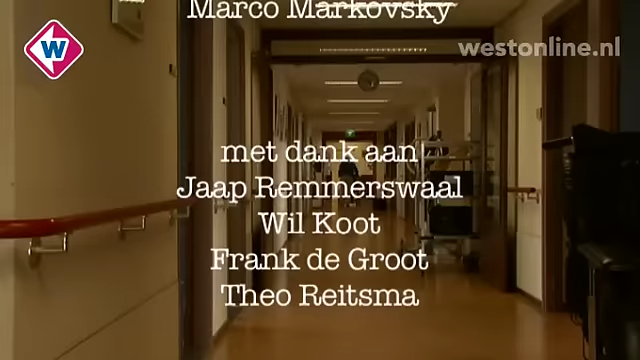 Marco Markovsky
W
westonline.nl
met dank aan
Jaap Remmerswaal
Wil Koot
Frank de Groot
Theo Reitsma